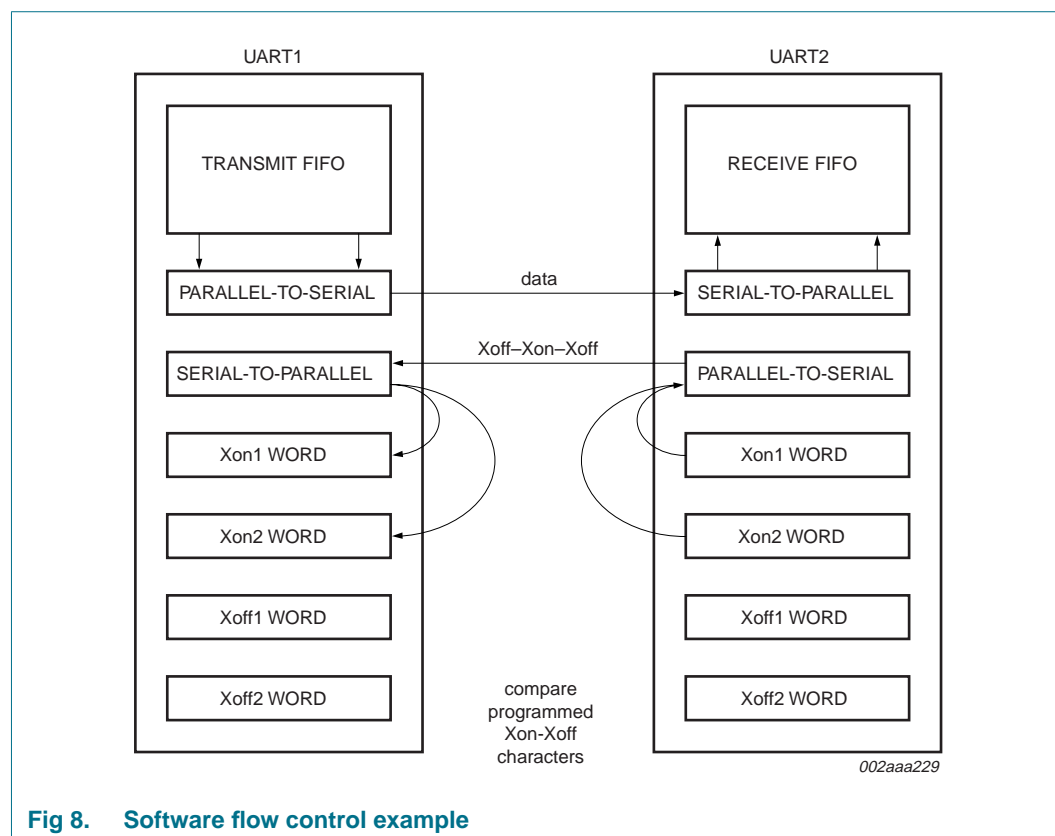 UART1
UART2
TRANSMIT FIFO
RECEIVE FIFO
PARALLEL-TO-SERIAL
data
SERIAL-TO-PARALLEL
Xoff–Xon–Xoff
SERIAL-TO-PARALLEL
PARALLEL-TO-SERIAL
Xon1 WORD
Xon1 WORD
Xon2 WORD
Xon2 WORD
Xoff1 WORD
Xoff1 WORD
Xoff2 WORD
Xoff2 WORD
compare
programmed
Xon-Xoff
characters
002aaa229
Fig 8. Software flow control example